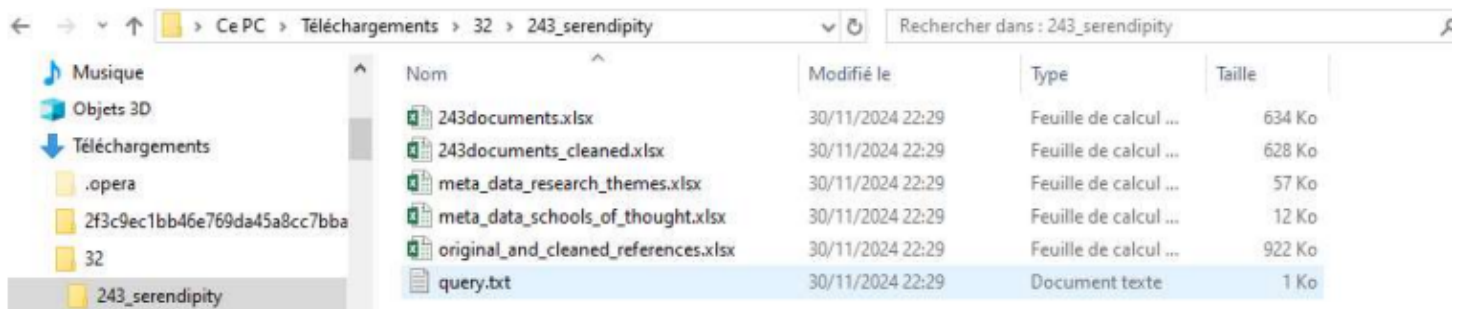 Ce PC > Téléchargements > 32 > 243_serendipity Rechercher dans : 243_serendipity
Musique
Objets 3D
Téléchargements
.opera
2f3c9ec1bb46e769da45a8cc7bba
32
243_serendipity
Nom Modifié le Type Taille
243documents.xlsx 30/11/2024 22:29 Feuille de calcul ... 634 Ko
243documents_cleaned.xlsx 30/11/2024 22:29 Feuille de calcul ... 628 Ko
meta_data_research_themes.xlsx 30/11/2024 22:29 Feuille de calcul ... 57 Ko
meta_data_schools_of_thought.xlsx 30/11/2024 22:29 Feuille de calcul ... 12 Ko
original_and_cleaned_references.xlsx 30/11/2024 22:29 Feuille de calcul ... 922 Ko
query.txt 30/11/2024 22:29 Document texte 1 Ko